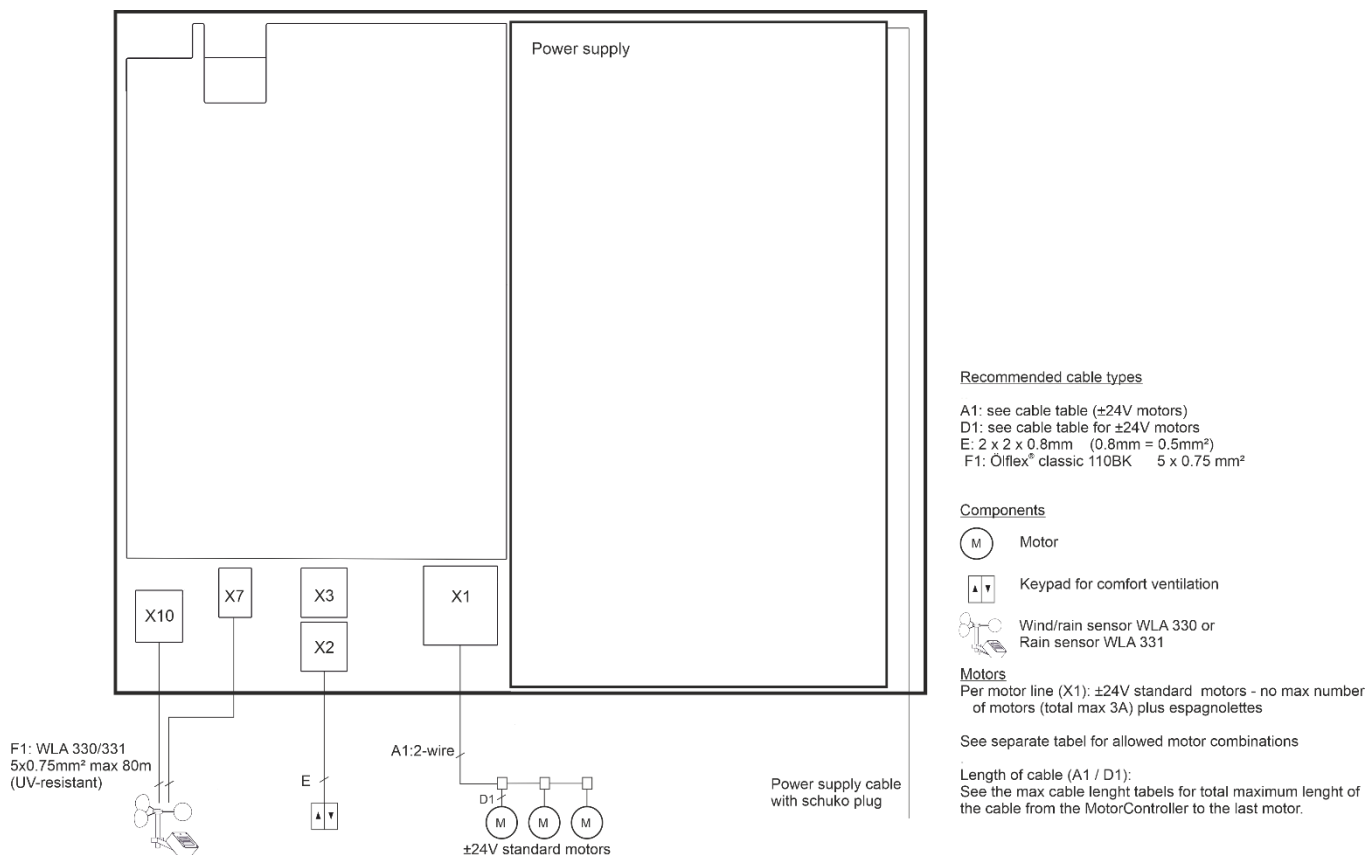 Power supply
X10
X7
X3
X2
X1
F1: WLA 330/331
5x0.75mm² max 80m
(UV-resistant)
E
A1:2-wire
D1
M
M
M
±24V standard motors
Power supply cable
with schuko plug
Recommended cable types
A1: see cable table (±24V motors)
D1: see cable table for ±24V motors
E: 2 x 2 x 0.8mm (0.8mm = 0.5mm²)
F1: Ölflex® classic 110BK 5 x 0.75 mm²
Components
M Motor
Keypad for comfort ventilation
Wind/rain sensor WLA 330 or
Rain sensor WLA 331
Motors
Per motor line (X1): ±24V standard motors - no max number
of motors (total max 3A) plus espagnolettes
See separate tabel for allowed motor combinations
Length of cable (A1 / D1):
See the max cable lenght tabels for total maximum lenght of
the cable from the MotorController to the last motor.